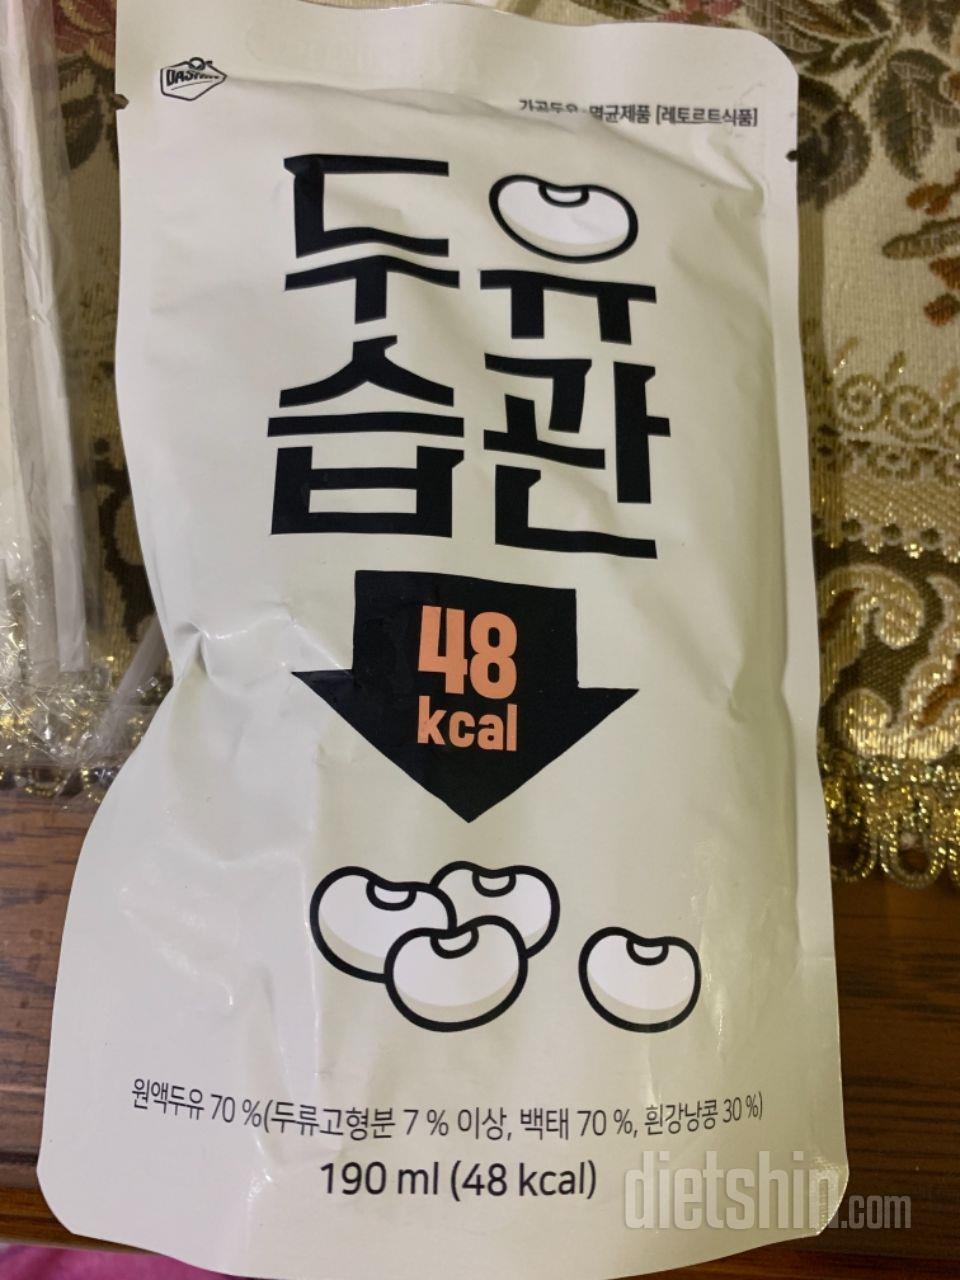 DASHIN
가공두유·멸균제품 [레토르트식품]
두유
습관
48
kcal
원액두유 70 %(두류고형분 7 % 이상, 백태 70 %, 흰강낭콩 30 %)
190 ml (48 kcal)
dietshin.com